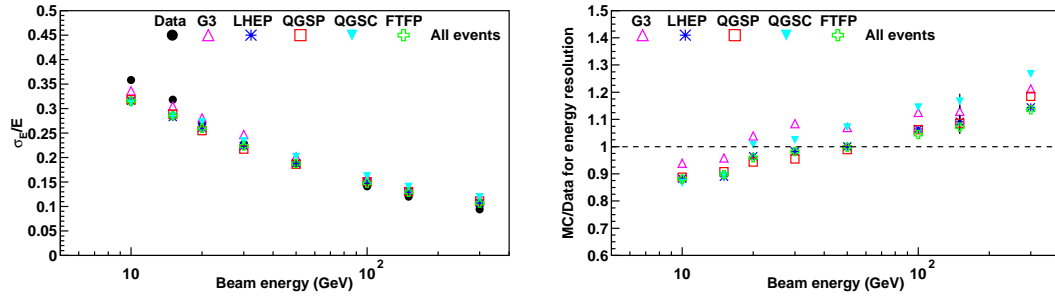 Data G3 LHEP QGSP QGSC FTFP
All events
0.5
0.45
0.4
0.35
0.3
0.25
0.2
0.15
0.1
0.05
0
σE/E
10 10²
Beam energy (GeV)
G3 LHEP QGSP QGSC FTFP
All events
1.5
1.4
1.3
1.2
1.1
1
0.9
0.8
0.7
0.6
MC/Data for energy resolution
10 10²
Beam energy (GeV)